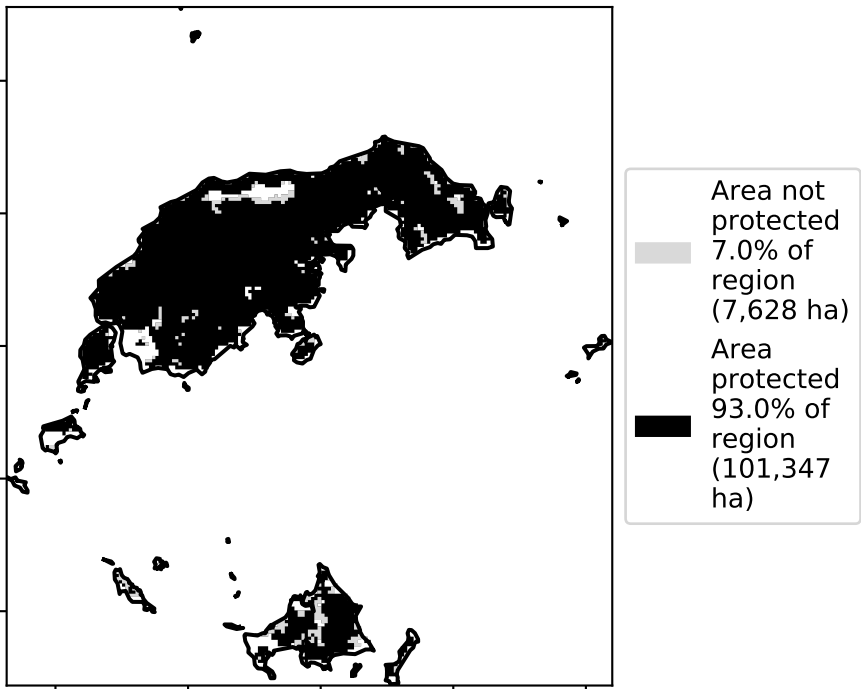 Area not
protected
7.0% of
region
(7,628 ha)
Area
protected
93.0% of
region
(101,347
ha)